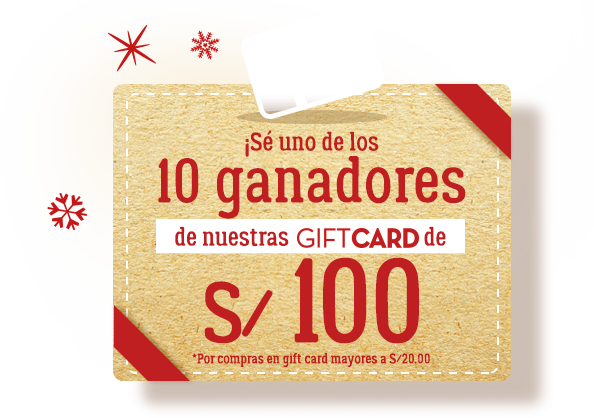 ¡Sé uno de los
10 ganadores
de nuestras GIFTCARD de
S/ 100
*Por compras en gift card mayores a S/20.00